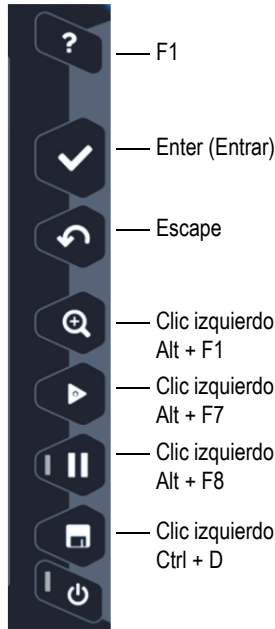 ?
F1
Enter (Entrar)
Escape
Clic izquierdo
Alt + F1
Clic izquierdo
Alt + F7
Clic izquierdo
Alt + F8
Clic izquierdo
Ctrl + D